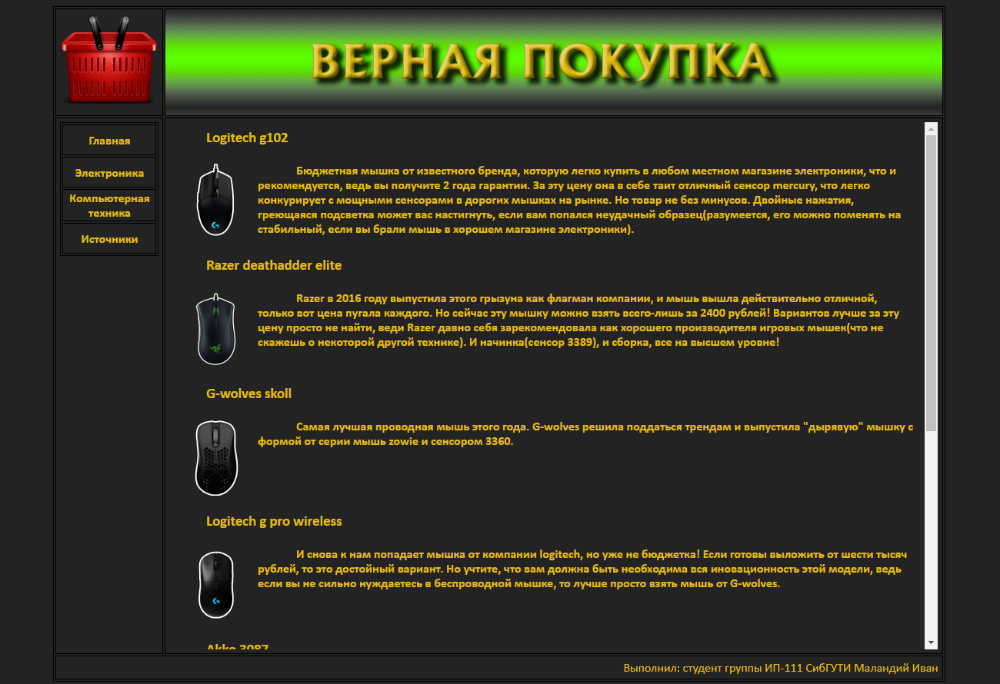 ВЕРНАЯ ПОКУПКА
Главная
Электроника
Компьютерная
техника
Источники
Logitech g102
Бюджетная мышка от известного бренда, которую легко купить в любом местном магазине электроники, что и
рекомендуется, ведь вы получите 2 года гарантии. За эту цену она в себе таит отличный сенсор mercury, что легко
конкурирует с мощными сенсорами в дорогих мышках на рынке. Но товар не без минусов. Двойные нажатия,
греющаяся подсветка может вас настигнуть, если вам попался неудачный образец(разумеется, его можно поменять на
стабильный, если вы брали мышь в хорошем магазине электроники).
Razer deathadder elite
Razer в 2016 году выпустила этого грызуна как флагман компании, и мышь вышла действительно отличной,
только вот цена пугала каждого. Но сейчас эту мышку можно взять всего-лишь за 2400 рублей! Вариантов лучше за эту
цену просто не найти, веди Razer давно себя зарекомендовала как хорошего производителя игровых мышек(что не
скажешь о некоторой другой технике). И начинка(сенсор 3389), и сборка, все на высшем уровне!
G-wolves skoll
Самая лучшая проводная мышь этого года. G-wolves решила поддаться трендам и выпустила "дырявую" мышку с
формой от серии мышь zowie и сенсором 3360.
Logitech g pro wireless
И снова к нам попадает мышка от компании logitech, но уже не бюджетка! Если готовы выложить от шести тысяч
рублей, то это достойный вариант. Но учтите, что вам должна быть необходима вся иновационность этой модели, ведь
если вы не сильно нуждаетесь в беспроводной мышке, то лучше просто взять мышь от G-wolves.
Akko 3087
Выполнил: студент группы ИП-111 СибГУТИ Маландий Иван